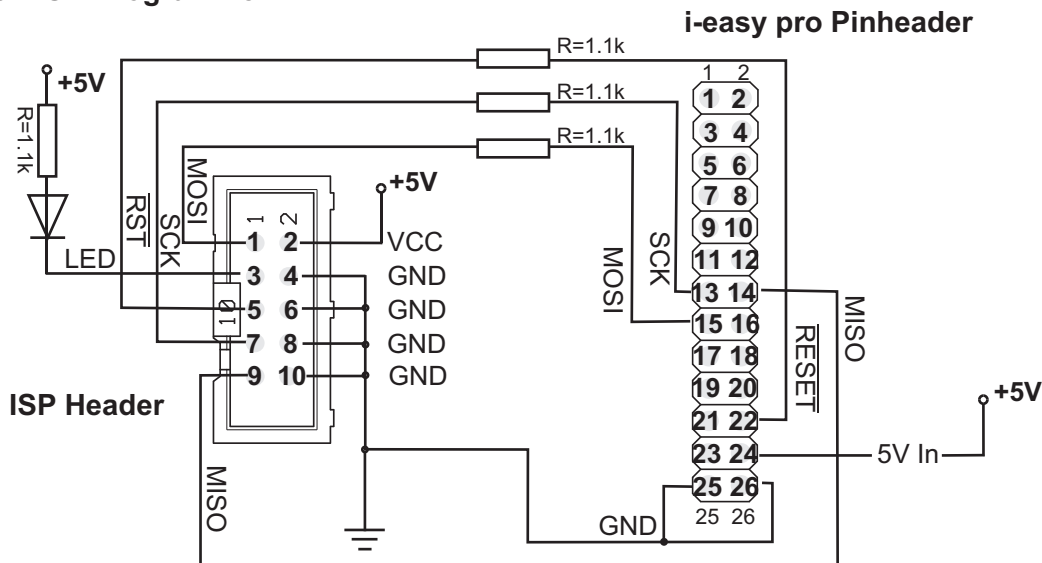 i-easy pro Pinheader
+5V
R=1.1k
R=1.1k
R=1.1k
R=1.1k
MOSI
SCK
RST
LED
+5V
1 2
1 2 VCC
3 4 GND
5 6 GND
7 8 GND
9 10 GND
10
ISP Header
MISO
1 2
1 2
3 4
5 6
7 8
9 10
11 12
13 14
15 16
17 18
19 20
21 22
23 24
25 26
25 26
SCK
MOSI
MISO
RESET
+5V
5V In
GND